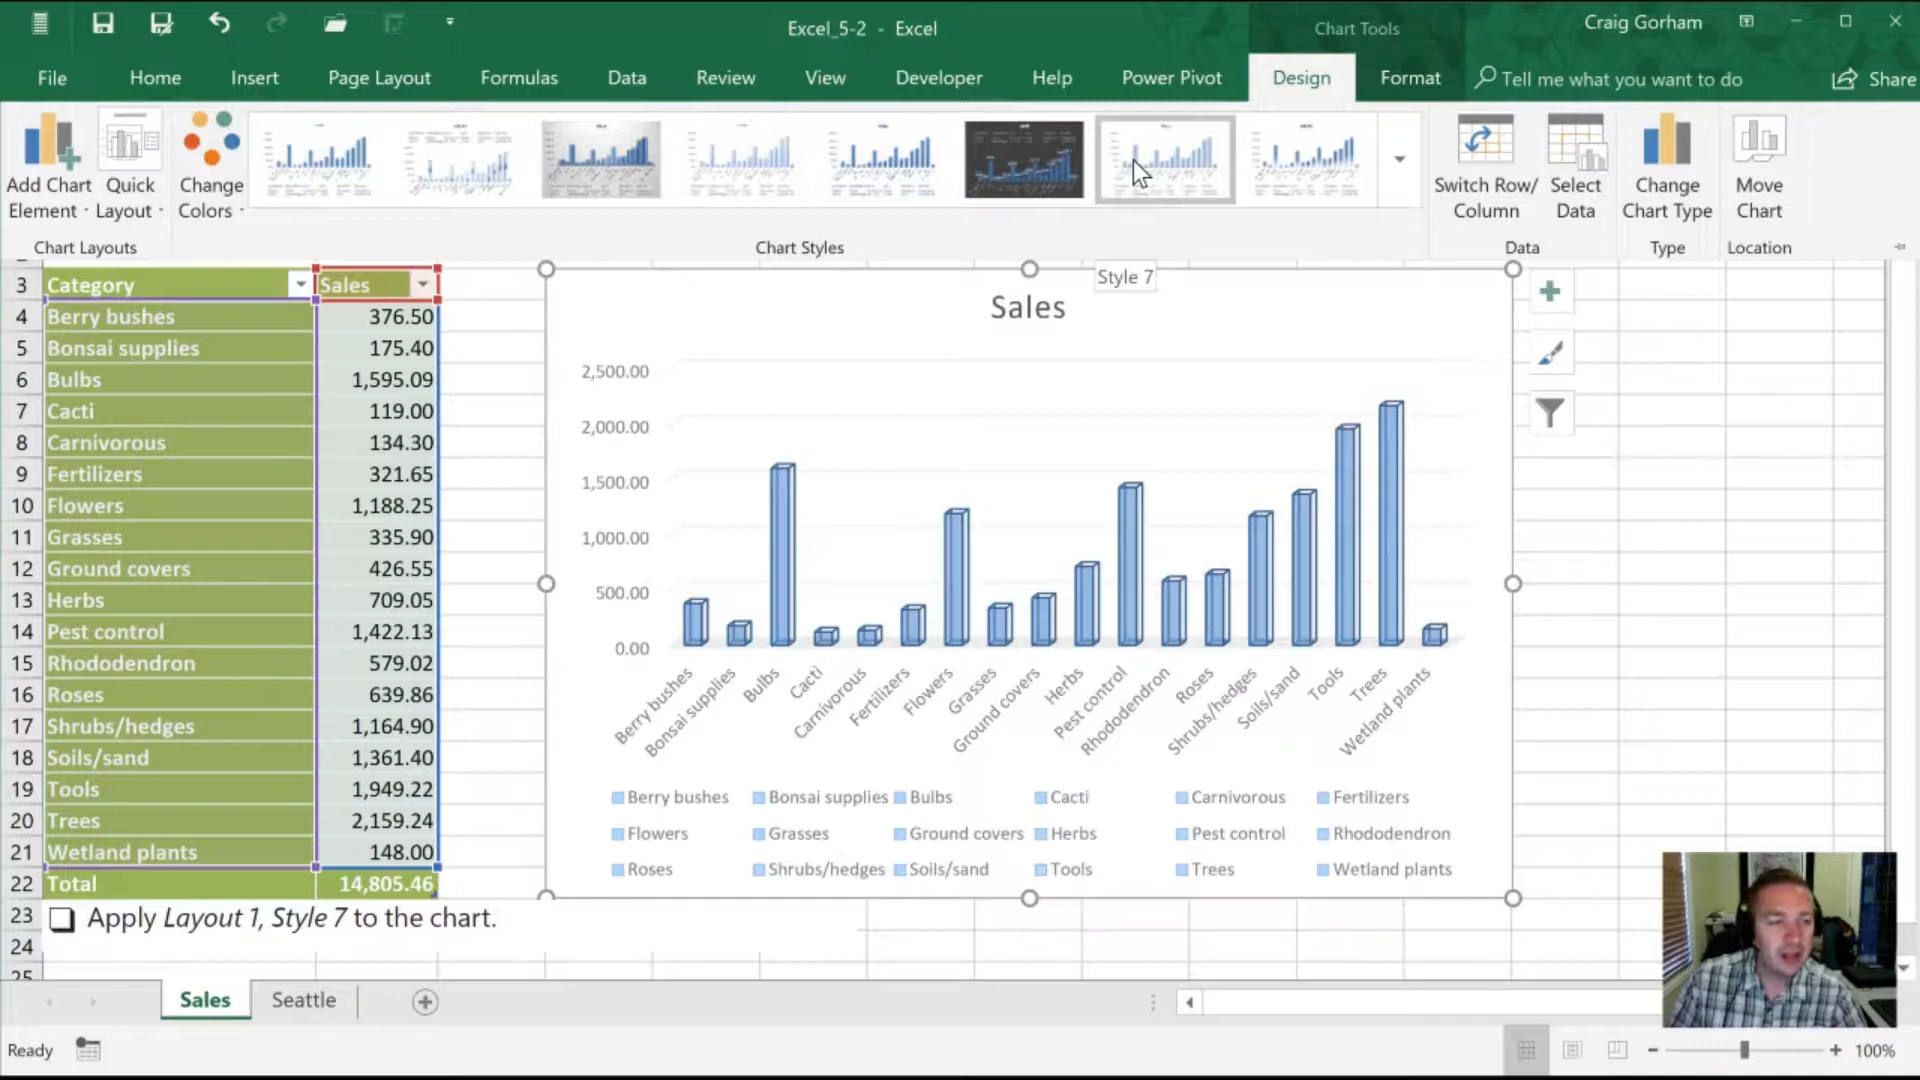 Excel_5-2 - Excel
Chart Tools
Craig Gorham
File Home Insert Page Layout Formulas Data Review View Developer Help Power Pivot Design Format Tell me what you want to do Share
Add Chart Element
Quick Layout
Change Colors
Switch Row/ Column
Select Data
Change Chart Type
Move Chart
Chart Layouts
Chart Styles
Data
Type
Location
3 Category Sales
4 Berry bushes 376.50
5 Bonsai supplies 175.40
6 Bulbs 1,595.09
7 Cacti 119.00
8 Carnivorous 134.30
9 Fertilizers 321.65
10 Flowers 1,188.25
11 Grasses 335.90
12 Ground covers 426.55
13 Herbs 709.05
14 Pest control 1,422.13
15 Rhododendron 579.02
16 Roses 639.86
17 Shrubs/hedges 1,164.90
18 Soils/sand 1,361.40
19 Tools 1,949.22
20 Trees 2,159.24
21 Wetland plants 148.00
22 Total 14,805.46
23
24
25
Apply Layout 1, Style 7 to the chart.
Style 7
Sales
2,500.00
2,000.00
1,500.00
1,000.00
500.00
0.00
Berry bushes
Bonsai supplies
Bulbs
Cacti
Carnivorous
Fertilizers
Flowers
Grasses
Ground covers
Herbs
Pest control
Rhododendron
Roses
Shrubs/hedges
Soils/sand
Tools
Trees
Wetland plants
Berry bushes Bonsai supplies Bulbs Cacti Carnivorous Fertilizers
Flowers Grasses Ground covers Herbs Pest control Rhododendron
Roses Shrubs/hedges Soils/sand Tools Trees Wetland plants
Sales Seattle
Ready
100%